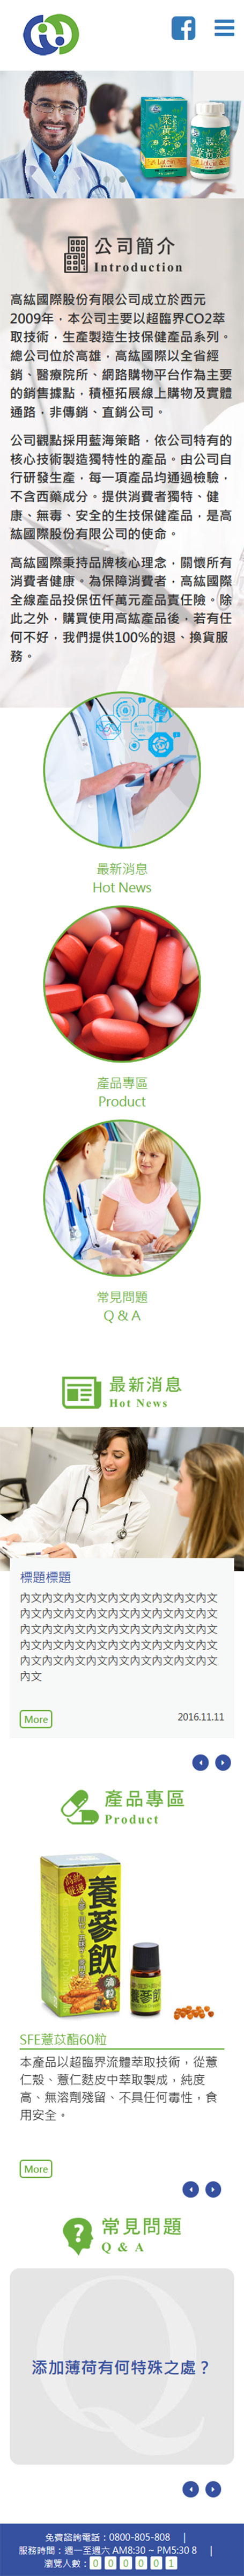 公司簡介
Introduction
高紘國際股份有限公司成立於西元
2009年，本公司主要以超臨界CO2萃
取技術，生產製造生技保健產品系列。
總公司位於高雄，高紘國際以全省經
銷、醫療院所、網路購物平台作為主要
的銷售據點，積極拓展線上購物及實體
通路，非傳銷、直銷公司。
公司觀點採用藍海策略，依公司特有的
核心技術製造獨特性的產品。由公司自
行研發生產，每一項產品均通過檢驗，
不含西藥成分。提供消費者獨特、健
康、無毒、安全的生技保健產品，是高
紘國際股份有限公司的使命。
高紘國際秉持品牌核心理念，關懷所有
消費者健康。為保障消費者，高紘國際
全線產品投保伍仟萬元產品責任險。除
此之外，購買使用高紘產品後，若有任
何不好，我們提供100%的退、換貨服
務。
最新消息
Hot News
產品專區
Product
常見問題
Q & A
最新消息
Hot News
標題標題
內文內文內文內文內文內文內文內文內文
內文內文內文內文內文內文內文內文內文
內文內文內文內文內文內文內文內文內文
內文內文內文內文內文內文內文內文內文
內文內文內文內文內文內文內文內文內文
內文
More
2016.11.11
產品專區
Product
養蔘飲
滴粒
SFE薏苡酯60粒
本產品以超臨界流體萃取技術，從薏
仁殼、薏仁麩皮中萃取製成，純度
高、無溶劑殘留、不具任何毒性，食
用安全。
More
常見問題
Q & A
添加薄荷有何特殊之處？
免費諮詢電話：0800-805-808 |
服務時間：週一至週六 AM8:30 ~ PM5:30 8 |
瀏覽人數：0 0 0 0 0 1